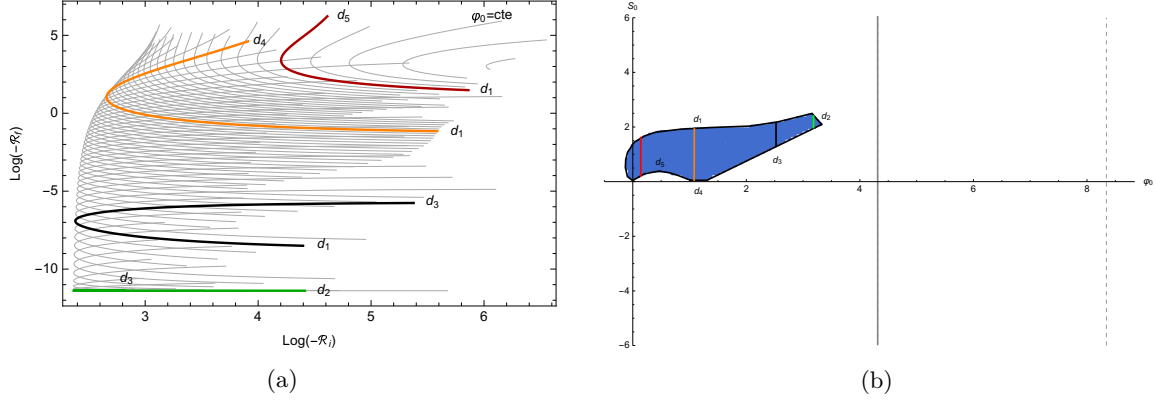 φ₀=cte
d₅
d₄
d₁
d₁
d₃
d₁
d₃
d₂
5
0
-5
-10
3
4
5
6
Log(-ℛ_f)
Log(-ℛ_i)
(a)
S₀
6
4
2
-2
-4
-6
0
2
4
6
8
φ₀
d₁
d₂
d₃
d₅
d₄
(b)